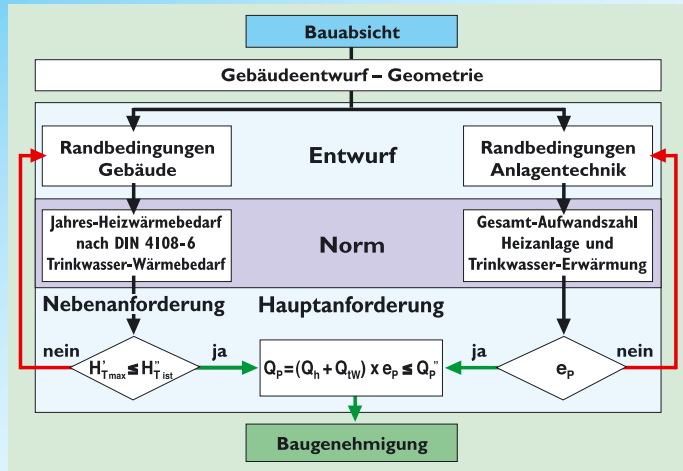 Bauabsicht
Gebäudeentwurf – Geometrie
Randbedingungen
Gebäude
Entwurf
Randbedingungen
Anlagentechnik
Jahres-Heizwärmebedarf
nach DIN 4108-6
Trinkwasser-Wärmebedarf
Norm
Gesamt-Aufwandszahl
Heizanlage und
Trinkwasser-Erwärmung
Nebenanforderung
Hauptanforderung
nein
H'T max ≤ H"T ist
ja
QP = (Qh + QtW) x eP ≤ QP"
ja
eP
nein
Baugenehmigung